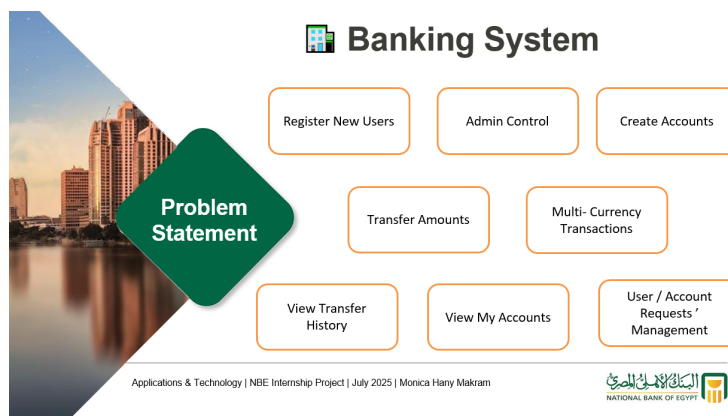 Banking System
Register New Users
Admin Control
Create Accounts
Problem
Statement
Transfer Amounts
Multi- Currency
Transactions
View Transfer
History
View My Accounts
User / Account
Requests ’
Management
Applications & Technology | NBE Internship Project | July 2025 | Monica Hany Makram
البنك الأهلي المصري
NATIONAL BANK OF EGYPT